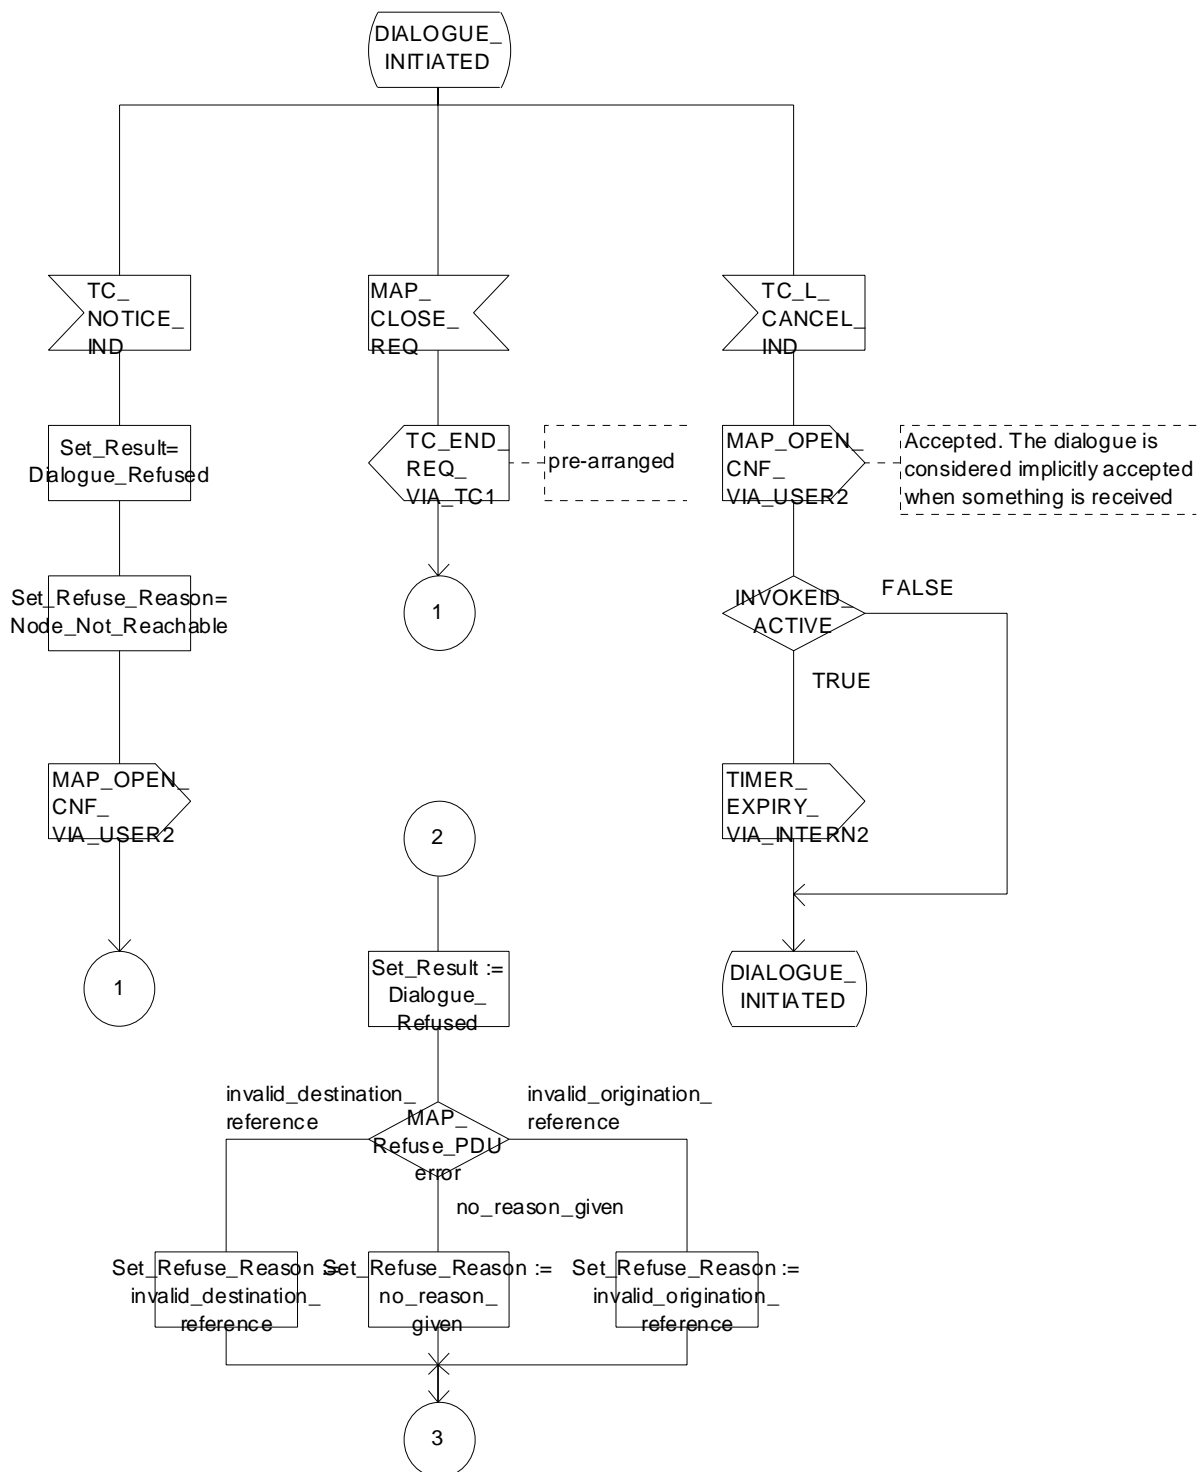 DIALOGUE_
INITIATED
TC_
NOTICE_
IND
MAP_
CLOSE_
REQ
TC_L_
CANCEL_
IND
Set_Result=
Dialogue_Refused
TC_END_
REQ_
VIA_TC1
pre-arranged
MAP_OPEN_
CNF_
VIA_USER2
Accepted. The dialogue is
considered implicitly accepted
when something is received
Set_Refuse_Reason=
Node_Not_Reachable
1
INVOKEID_
ACTIVE
FALSE
TRUE
MAP_OPEN_
CNF_
VIA_USER2
2
TIMER_
EXPIRY_
VIA_INTERN2
1
Set_Result :=
Dialogue_
Refused
DIALOGUE_
INITIATED
invalid_destination_
reference
MAP_
Refuse_PDU
error
invalid_origination_
reference
no_reason_given
Set_Refuse_Reason :=
invalid_destination_
reference
Set_Refuse_Reason :=
no_reason_
given
Set_Refuse_Reason :=
invalid_origination_
reference
3